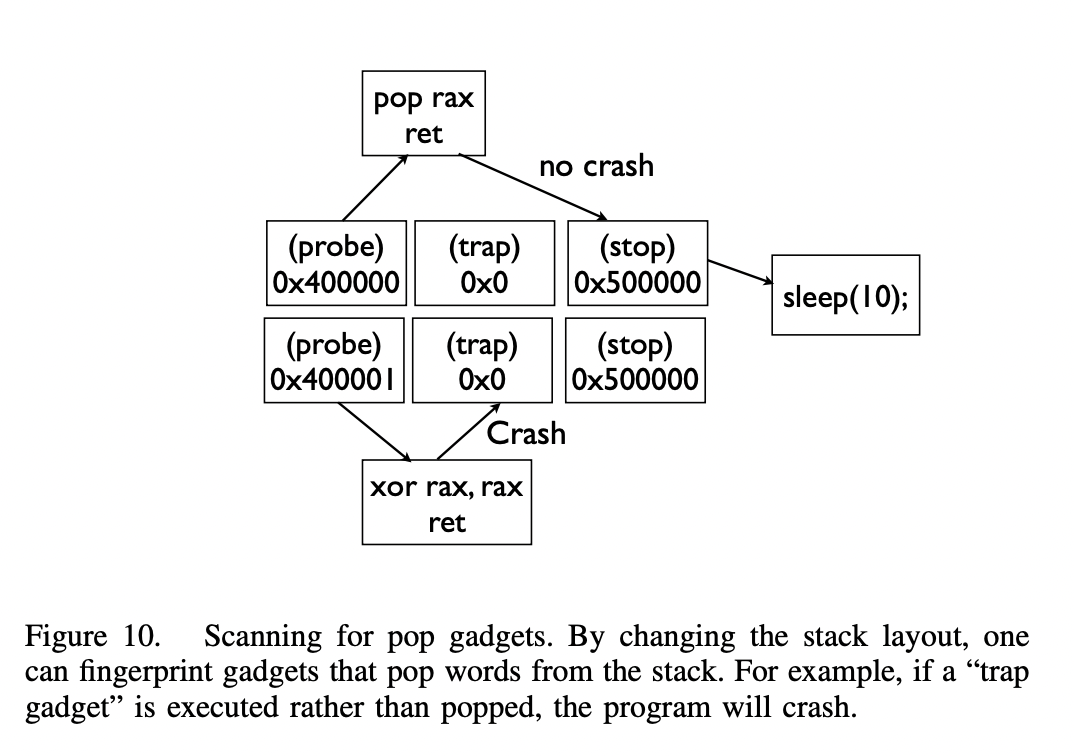 pop rax
ret
no crash
(probe)
0x400000
(trap)
0x0
(stop)
0x500000
sleep(10);
(probe)
0x400001
(trap)
0x0
(stop)
0x500000
Crash
xor rax, rax
ret
Figure 10. Scanning for pop gadgets. By changing the stack layout, one
can fingerprint gadgets that pop words from the stack. For example, if a “trap
gadget” is executed rather than popped, the program will crash.